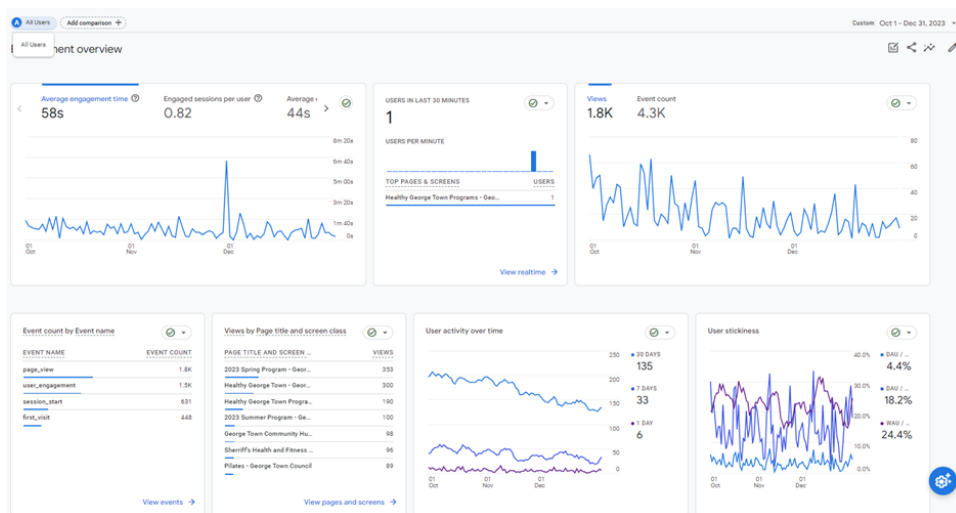 A All Users Add comparison +
Custom Oct 1 - Dec 31, 2023
All Users
ent overview
Average engagement time
58s
Engaged sessions per user
0.82
Average
44s
8m 20s
6m 40s
5m 00s
3m 20s
1m 40s
0s
01 Oct
01 Nov
01 Dec
USERS IN LAST 30 MINUTES
1
USERS PER MINUTE
TOP PAGES & SCREENS USERS
Healthy George Town Programs - Geo... 1
View realtime
Views
1.8K
Event count
4.3K
80
60
40
20
0
01 Oct
01 Nov
01 Dec
Event count by Event name
EVENT NAME EVENT COUNT
page_view 1.8K
user_engagement 1.5K
session_start 631
first_visit 448
View events
Views by Page title and screen class
PAGE TITLE AND SCREEN ... VIEWS
2023 Spring Program - Geor... 353
Healthy George Town - Geor... 300
Healthy George Town Progra... 190
2023 Summer Program - Ge... 100
George Town Community Hu... 98
Sherriff's Health and Fitness ... 96
Pilates - George Town Council 89
View pages and screens
User activity over time
250
200
150
100
50
0
30 DAYS
135
7 DAYS
33
1 DAY
6
01 Oct
01 Nov
01 Dec
User stickiness
40.0%
30.0%
20.0%
10.0%
0.0%
DAU / ...
4.4%
DAU / ...
18.2%
WAU / ...
24.4%
01 Oct
01 Nov
01 Dec